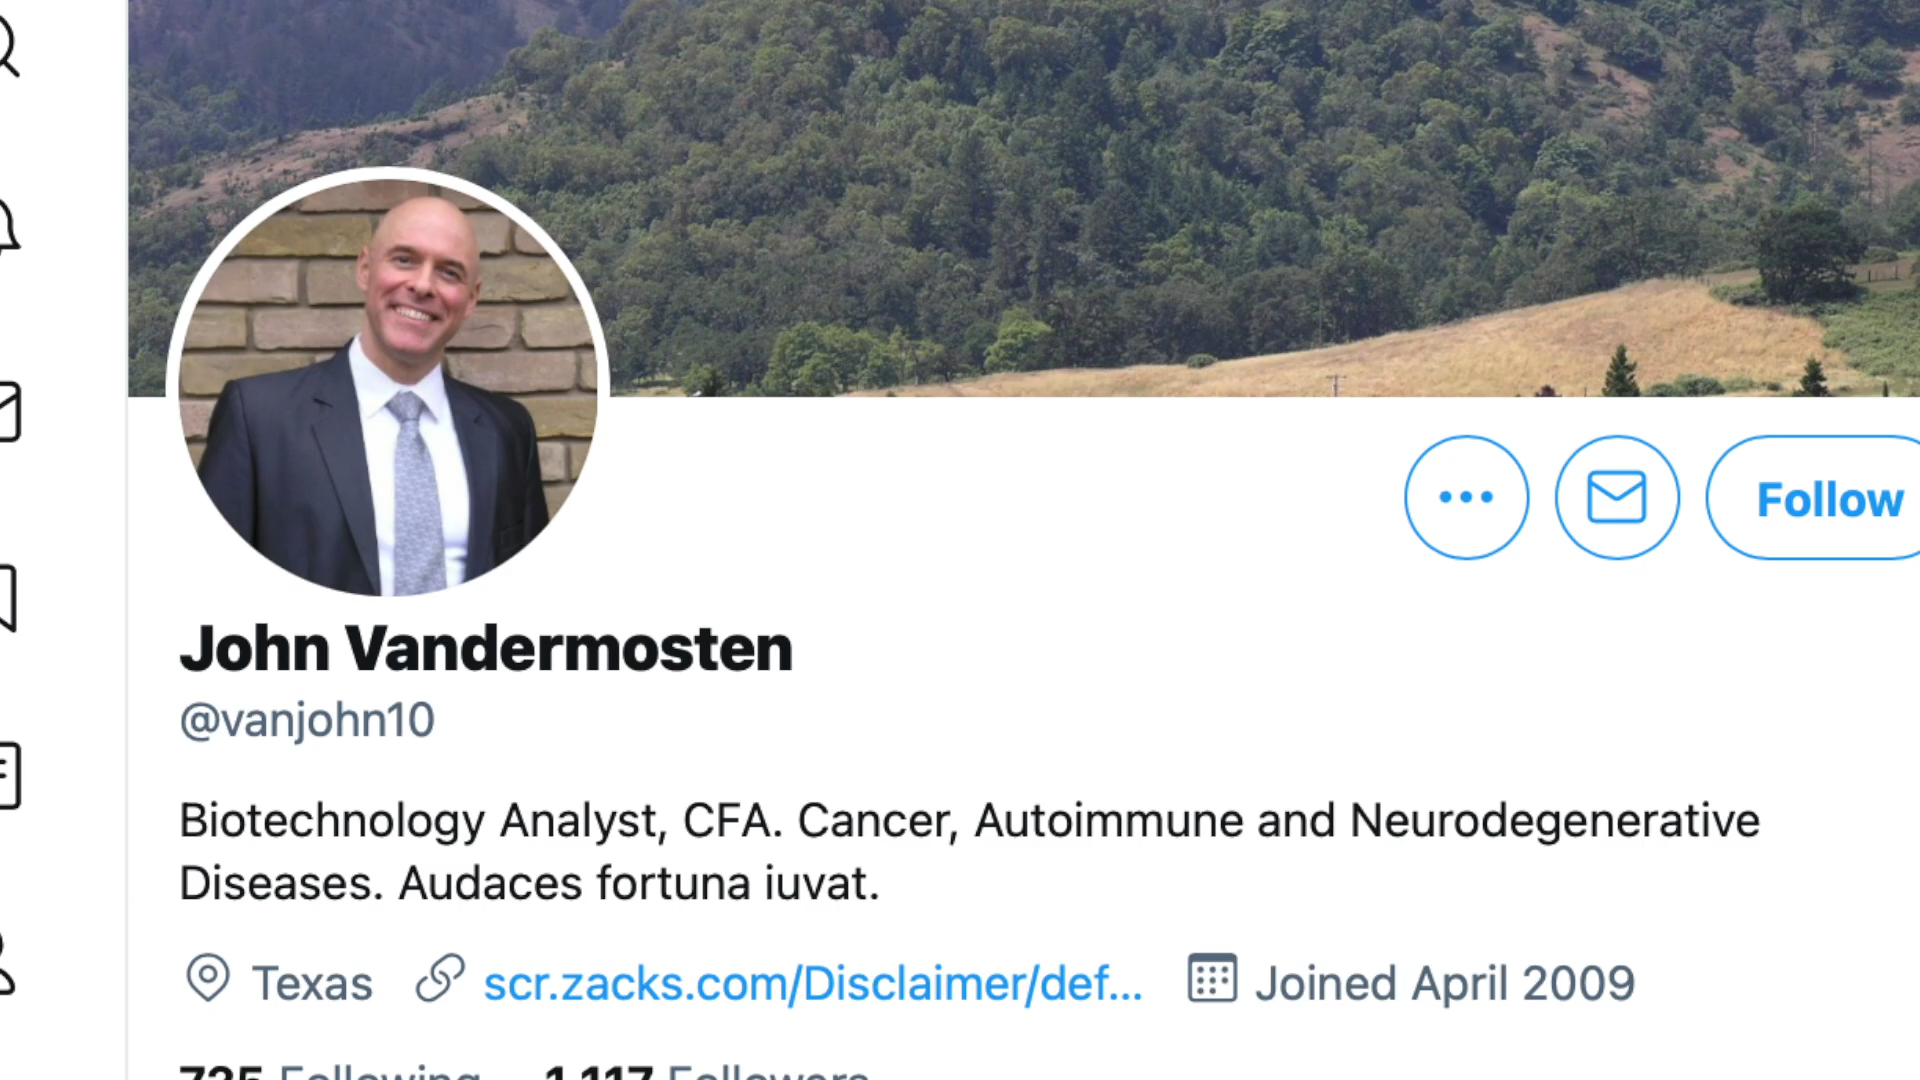 Follow
John Vandermosten
@vanjohn10
Biotechnology Analyst, CFA. Cancer, Autoimmune and Neurodegenerative
Diseases. Audaces fortuna iuvat.
Texas scr.zacks.com/Disclaimer/def... Joined April 2009
735 Following 1,117 Followers